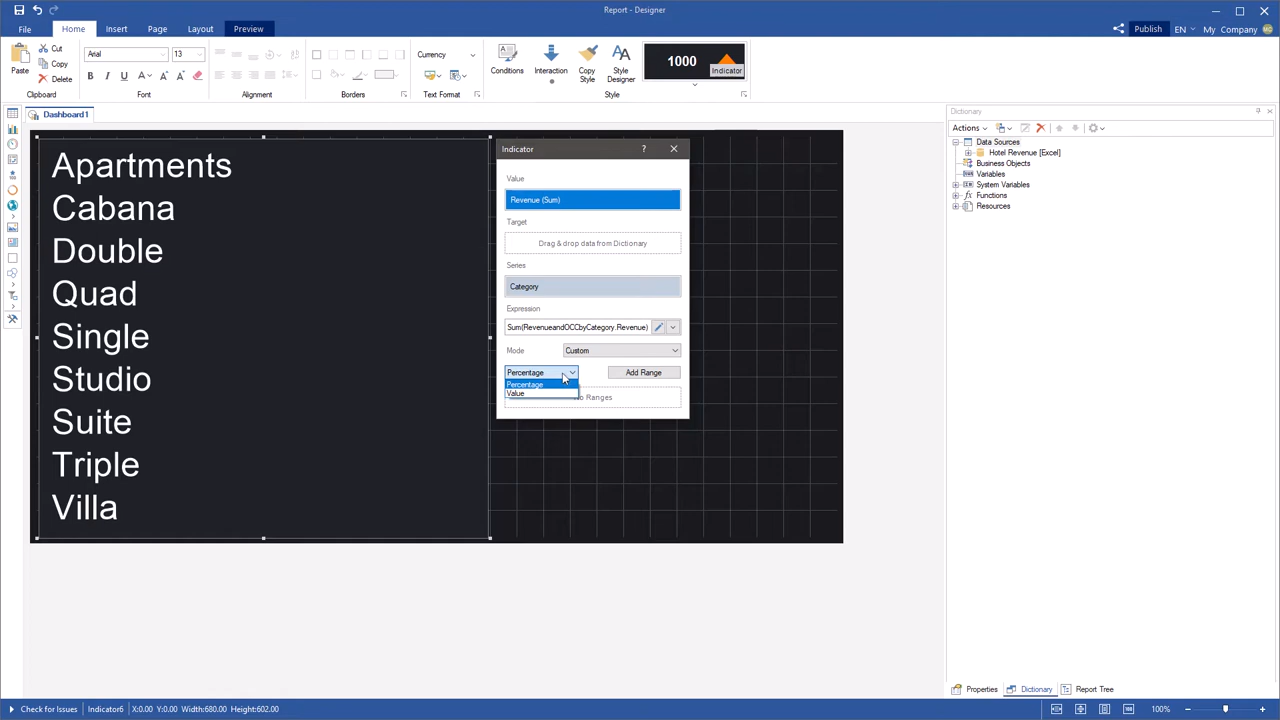 Report - Designer
File Home Insert Page Layout Preview Publish EN My Company
Paste Cut Copy Delete Clipboard
Arial 13 Font
Alignment
Borders
Currency Text Format
Conditions Interaction Copy Style Style Designer
1000 Indicator
Style
Dashboard1
Apartments
Cabana
Double
Quad
Single
Studio
Suite
Triple
Villa
Indicator ?
Value
Revenue (Sum)
Target
Drag & drop data from Dictionary
Series
Category
Expression
Sum(RevenueandOCCbyCategory.Revenue)
Mode Custom
Percentage Add Range
Percentage
Value
Ranges
Dictionary
Actions
Data Sources
Hotel Revenue [Excel]
Business Objects
Variables
System Variables
Functions
Resources
Properties Dictionary Report Tree
Check for Issues Indicator6 X:0.00 Y:0.00 Width:680.00 Height:602.00 100%